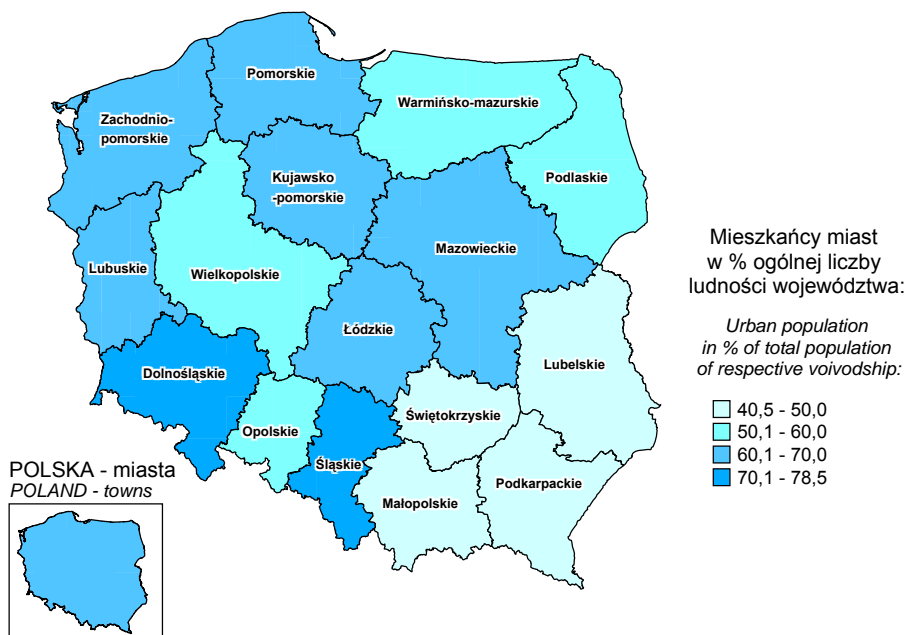 Pomorskie
Warmińsko-mazurskie
Zachodnio-
pomorskie
Kujawsko
-pomorskie
Podlaskie
Mazowieckie
Lubuskie
Wielkopolskie
Łódzkie
Dolnośląskie
Lubelskie
Opolskie
Świętokrzyskie
Śląskie
Małopolskie
Podkarpackie
Mieszkańcy miast
w % ogólnej liczby
ludności województwa:
Urban population
in % of total population
of respective voivodship:
40,5 - 50,0
50,1 - 60,0
60,1 - 70,0
70,1 - 78,5
POLSKA - miasta
POLAND - towns